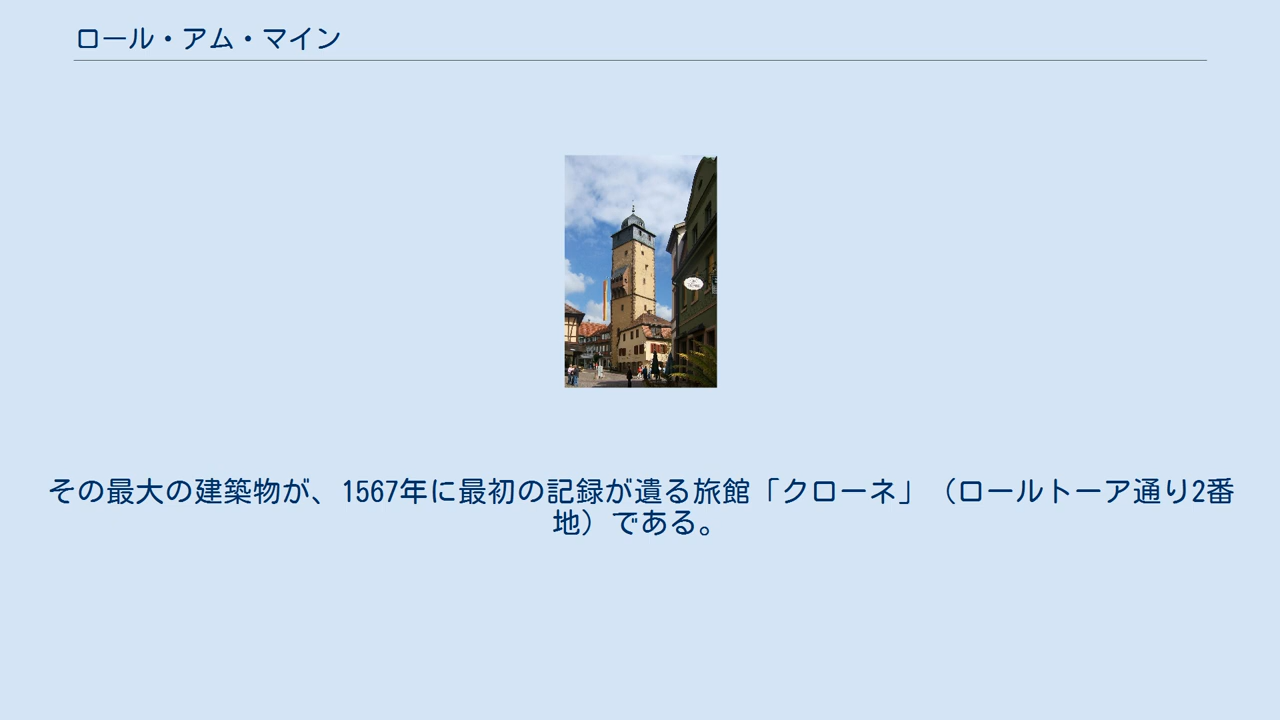 ロール・アム・マイン
その最大の建築物が、1567年に最初の記録が遺る旅館「クローネ」（ロールトーア通り2番
地）である。